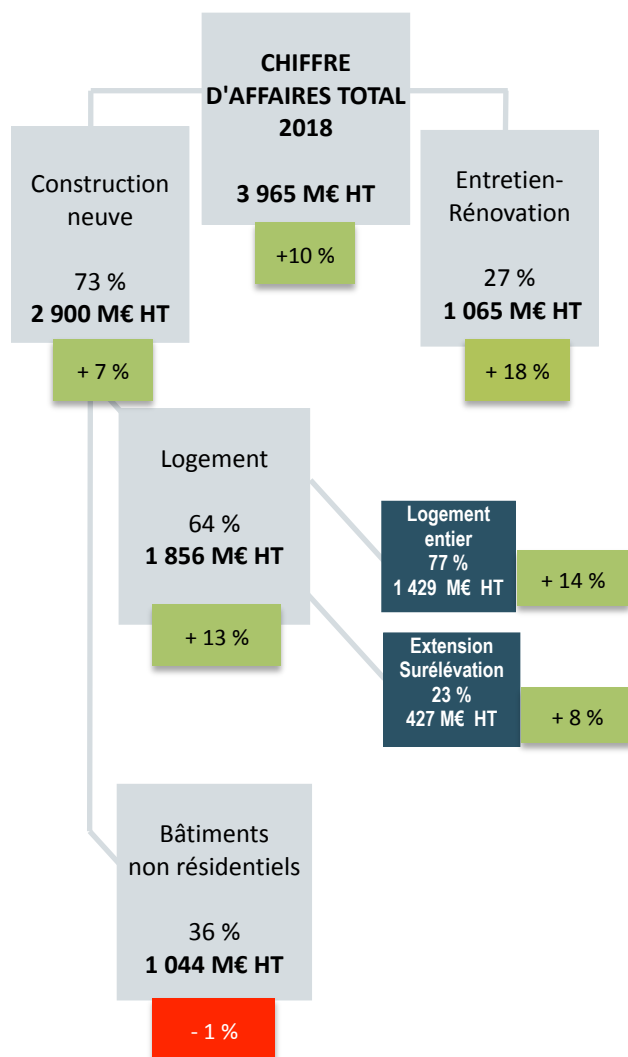 CHIFFRE
D'AFFAIRES TOTAL
2018
3 965 M€ HT
+10 %
Construction
neuve
73 %
2 900 M€ HT
+ 7 %
Entretien-
Rénovation
27 %
1 065 M€ HT
+ 18 %
Logement
64 %
1 856 M€ HT
+ 13 %
Logement
entier
77 %
1 429 M€ HT
+ 14 %
Extension
Surélévation
23 %
427 M€ HT
+ 8 %
Bâtiments
non résidentiels
36 %
1 044 M€ HT
- 1 %